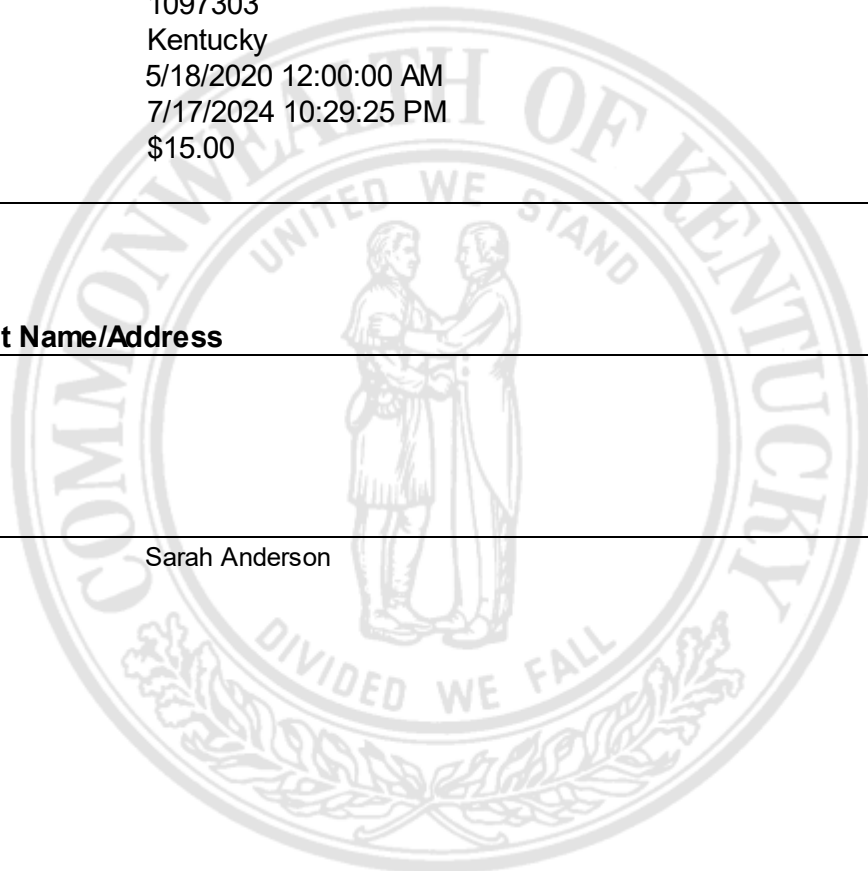 1097303
Kentucky
5/18/2020 12:00:00 AM
7/17/2024 10:29:25 PM
$15.00
COMMONWEALTH OF KENTUCKY
UNITED WE STAND
t Name/Address
Sarah Anderson
DIVIDED WE FALL